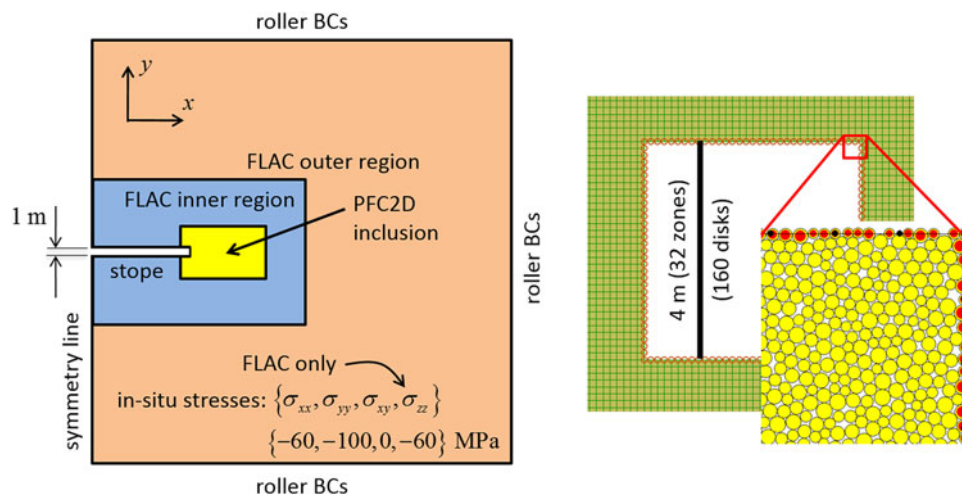 roller BCs
y
x
FLAC outer region
FLAC inner region
PFC2D
inclusion
1 m
stope
symmetry line
roller BCs
FLAC only
in-situ stresses: {σxx, σyy, σxy, σzz}
{−60, −100, 0, −60} MPa
roller BCs
4 m (32 zones)
(160 disks)